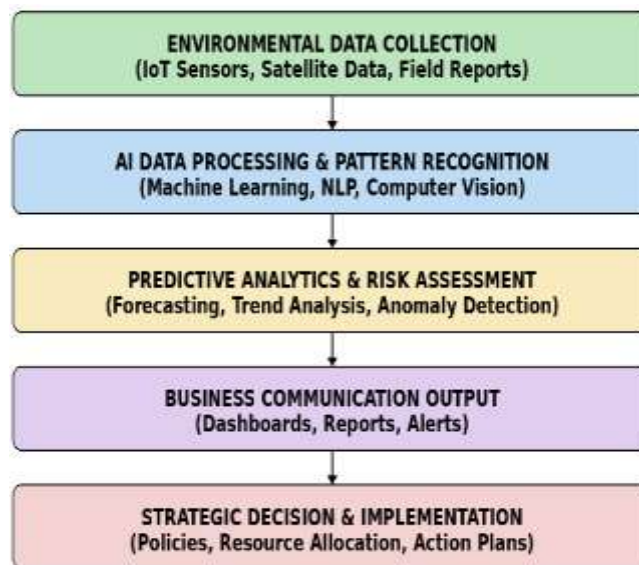 ENVIRONMENTAL DATA COLLECTION
(IoT Sensors, Satellite Data, Field Reports)
AI DATA PROCESSING & PATTERN RECOGNITION
(Machine Learning, NLP, Computer Vision)
PREDICTIVE ANALYTICS & RISK ASSESSMENT
(Forecasting, Trend Analysis, Anomaly Detection)
BUSINESS COMMUNICATION OUTPUT
(Dashboards, Reports, Alerts)
STRATEGIC DECISION & IMPLEMENTATION
(Policies, Resource Allocation, Action Plans)